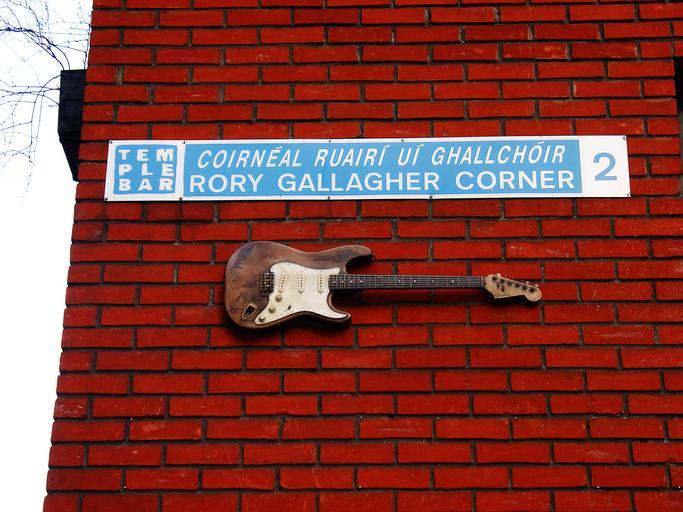 TEM
PLE
BAR
COIRNÉAL RUAIRÍ UÍ GHALLCHÓIR
RORY GALLAGHER CORNER
2